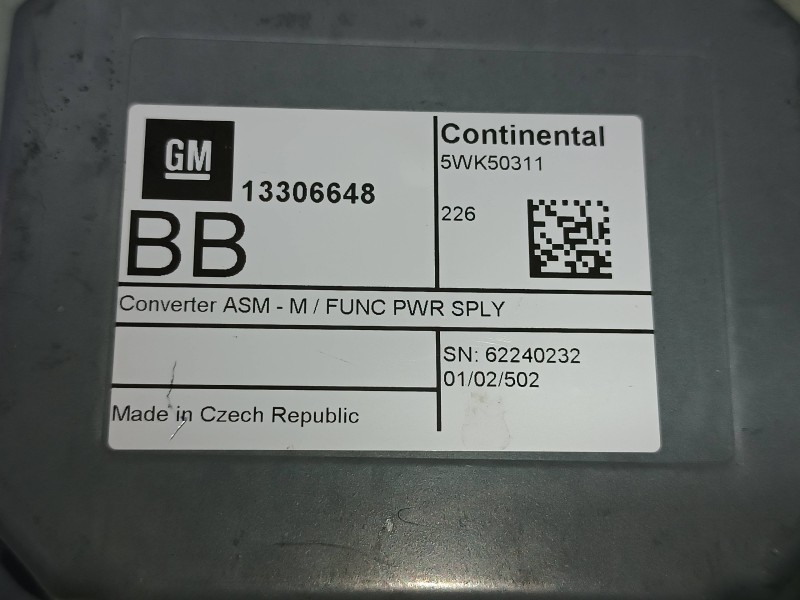 GM
13306648
BB
Continental
5WK50311
226
Converter ASM - M / FUNC PWR SPLY
SN: 62240232
01/02/502
Made in Czech Republic